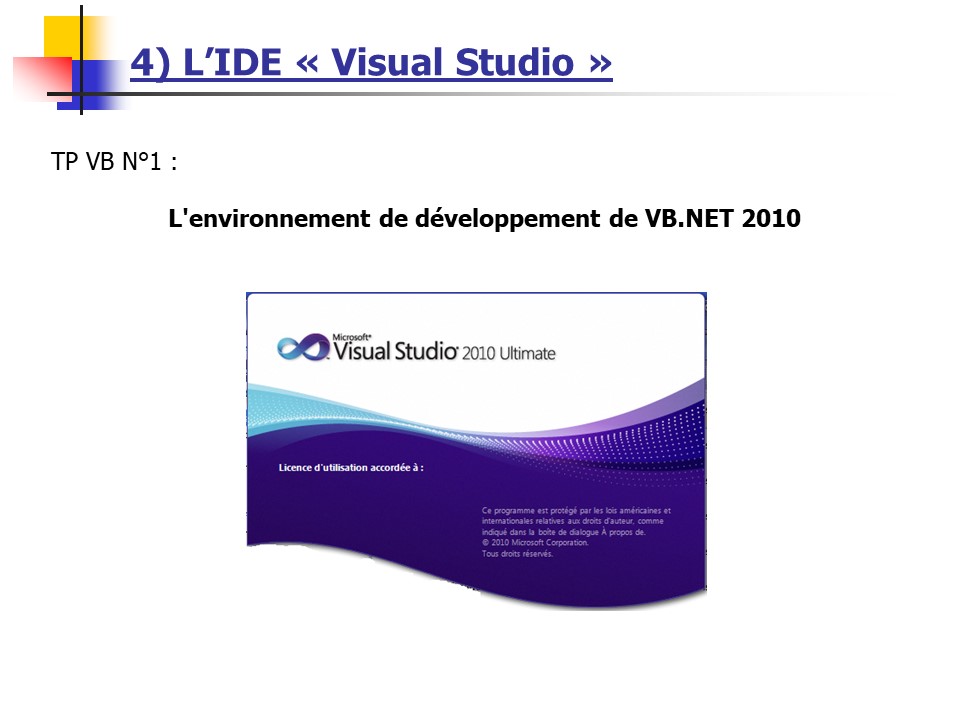 4) L’IDE « Visual Studio »
TP VB N°1 :
L'environnement de développement de VB.NET 2010
Microsoft®
Visual Studio® 2010 Ultimate
Licence d'utilisation accordée à :
Ce programme est protégé par les lois américaines et
internationales relatives aux droits d'auteur, comme
indiqué dans la boîte de dialogue À propos de.
© 2010 Microsoft Corporation.
Tous droits réservés.